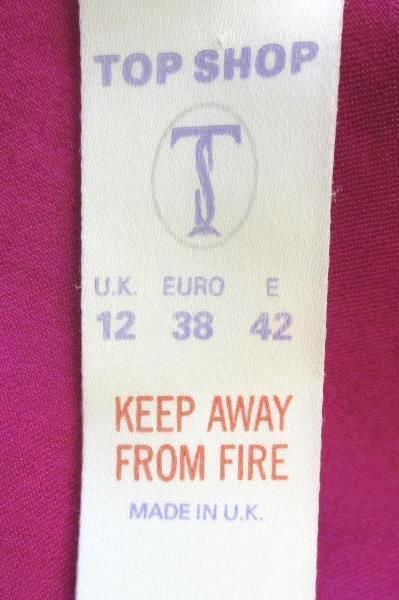 TOP SHOP
TS
U.K. EURO E
12 38 42
KEEP AWAY
FROM FIRE
MADE IN U.K.